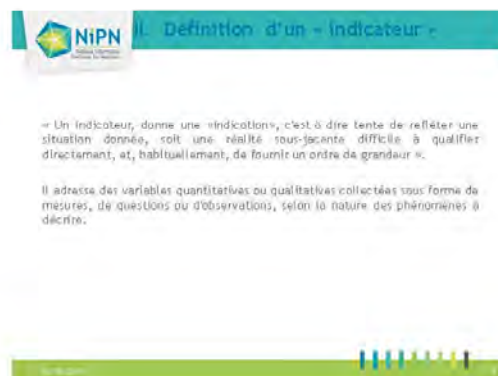 II. Définition d'un « indicateur »
NiPN
« Un indicateur, donne une «indication», c'est à dire tente de refléter une
situation donnée, soit une réalité sous-jacente difficile à qualifier
directement, et, habituellement, de fournir un ordre de grandeur ».
Il adresse des variables quantitatives ou qualitatives collectées sous forme de
mesures, de questions ou d'observations, selon la nature des phénomènes à
décrire.